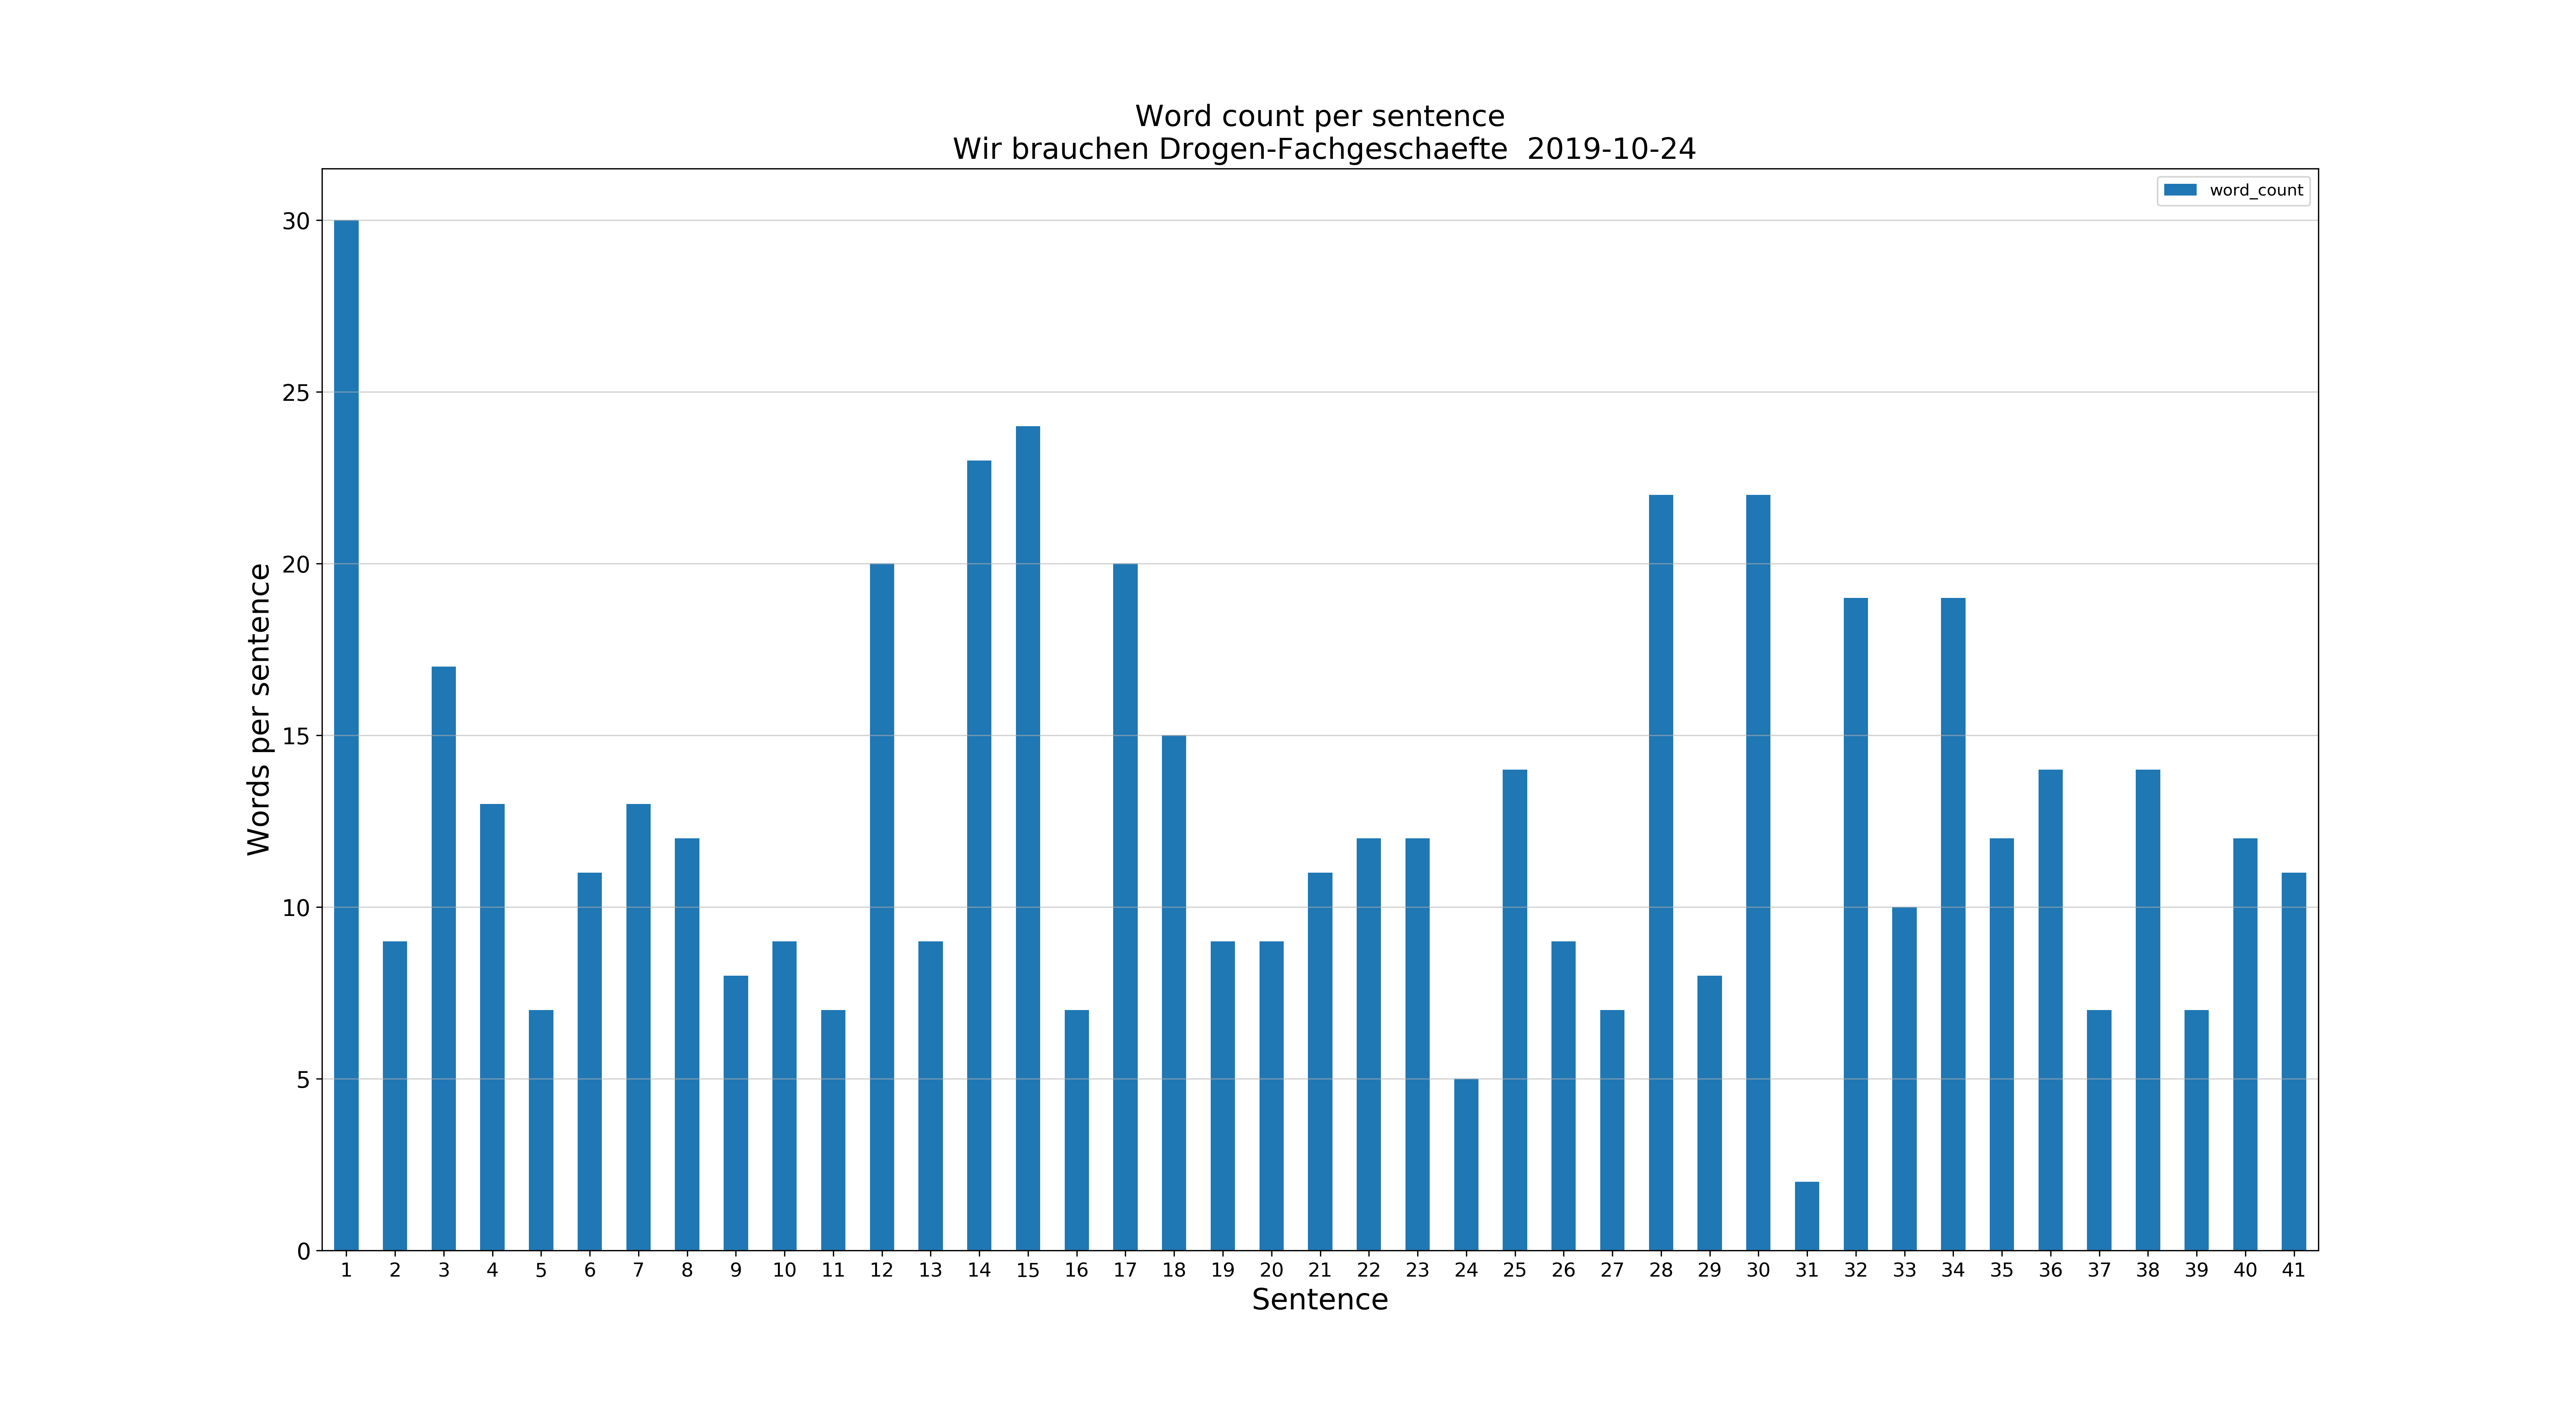 Word count per sentence
Wir brauchen Drogen-Fachgeschaefte  2019-10-24
word_count
30
25
20
15
10
5
0
Words per sentence
1 2 3 4 5 6 7 8 9 10 11 12 13 14 15 16 17 18 19 20 21 22 23 24 25 26 27 28 29 30 31 32 33 34 35 36 37 38 39 40 41
Sentence